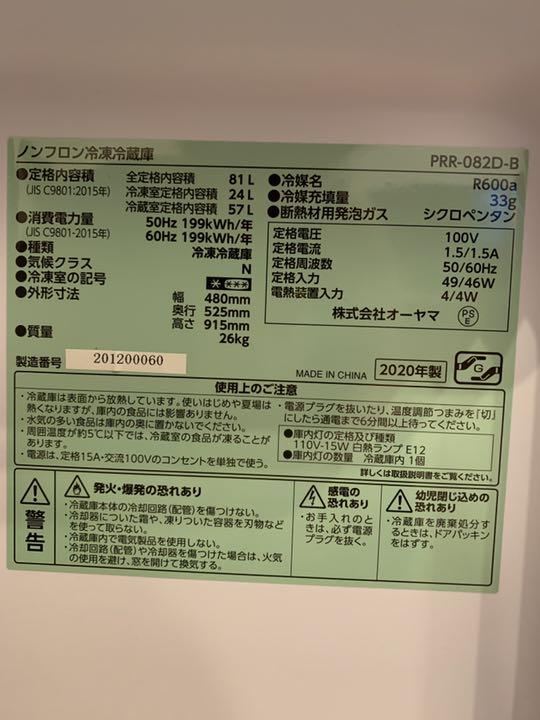 ノンフロン冷凍冷蔵庫
PRR-082D-B
●定格内容積
(JIS C9801:2015年)
全定格内容積 81L
冷凍室定格内容積 24L
冷蔵室定格内容積 57L
●消費電力量
(JIS C9801-2015年)
50Hz 199kWh/年
60Hz 199kWh/年
●種類 冷凍冷蔵庫
●気候クラス N
●冷凍室の記号
●外形寸法
幅 480mm
奥行 525mm
高さ 915mm
●質量 26kg
●冷媒名 R600a
●冷媒充填量 33g
●断熱材用発泡ガス シクロペンタン
定格電圧 100V
定格電流 1.5/1.5A
定格周波数 50/60Hz
定格入力 49/46W
電熱装置入力 4/4W
株式会社オーヤマ
PS
E
製造番号 201200060
MADE IN CHINA
2020年製
G
使用上のご注意
・冷蔵庫は表面から放熱しています。使いはじめや夏場は
熱くなりますが、庫内の食品には影響ありません。
・水気の多い食品は庫内の奥に置かないでください。
・周囲温度が約5℃以下では、冷蔵室の食品が凍ることが
あります。
・電源は、定格15A・交流100Vのコンセントを単独で使う。
・電源プラグを抜いたり、温度調節つまみを「切」
にしたら通電まで6分間以上待ってください。
●庫内灯の定格及び種類
110V-15W 白熱ランプ E12
●庫内灯の数量 冷蔵庫内 1個
詳しくは取扱説明書をご覧ください。
警告
発火・爆発の恐れあり
・冷蔵庫本体の冷却回路(配管)を傷つけない。
・冷却器についた霜や、凍りついた容器を刃物など
を使って取らない。
・冷蔵庫内で電気製品を使用しない。
・冷却回路(配管)や冷却器を傷つけた場合は、火気
の使用を避け、窓を開けて換気する。
感電の
恐れあり
・お手入れのと
きは、必ず電源
プラグを抜く。
幼児閉じ込めの
恐れあり
・冷蔵庫を廃棄処分す
るときは、ドアパッキン
をはずす。